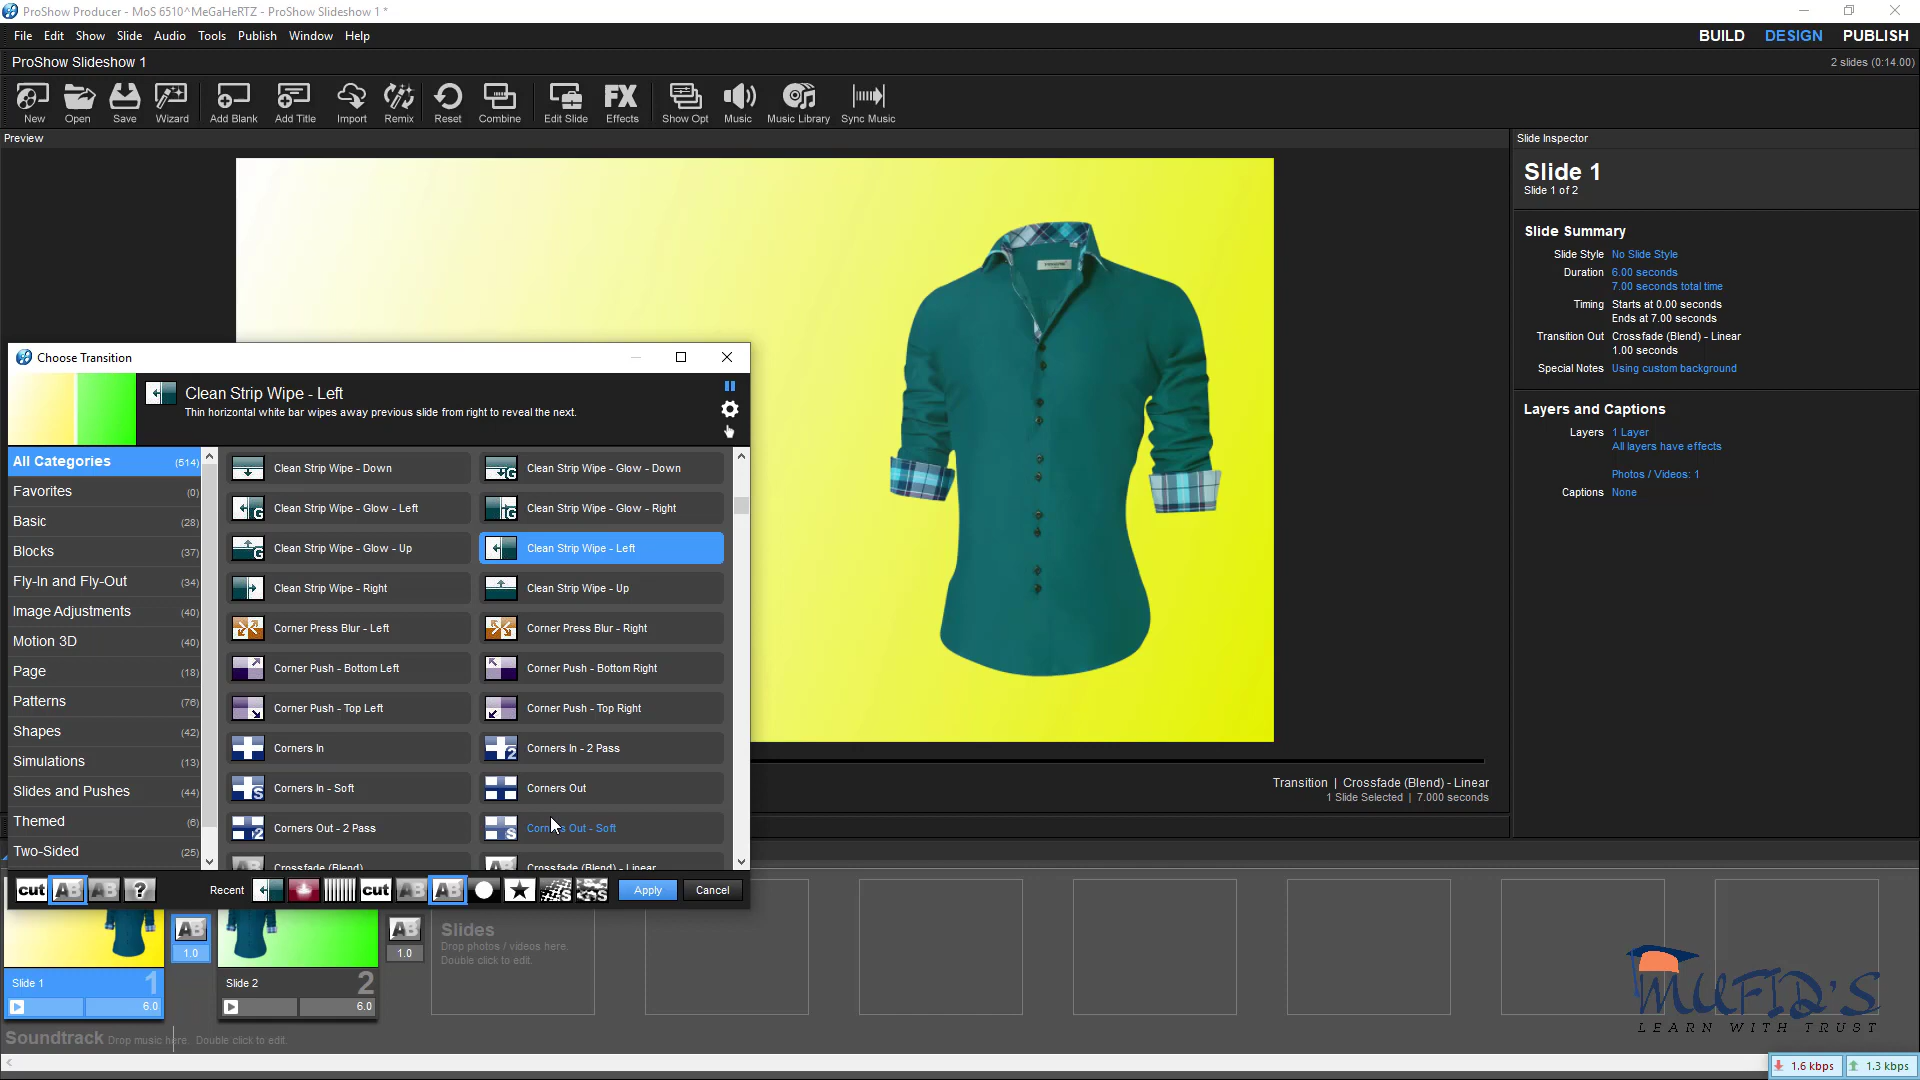 ProShow Producer - MoS 6510^MeGaHeRTZ - ProShow Slideshow 1 *
File Edit Show Slide Audio Tools Publish Window Help
BUILD DESIGN PUBLISH
ProShow Slideshow 1
2 slides (0:14.00)
New Open Save Wizard Add Blank Add Title Import Remix Reset Combine Edit Slide Effects Show Opt Music Music Library Sync Music
Preview
Slide Inspector
Slide 1
Slide 1 of 2
Slide Summary
Slide Style No Slide Style
Duration 6.00 seconds
7.00 seconds total time
Timing Starts at 0.00 seconds
Ends at 7.00 seconds
Transition Out Crossfade (Blend) - Linear
1.00 seconds
Special Notes Using custom background
Layers and Captions
Layers 1 Layer
All layers have effects
Photos / Videos: 1
Captions None
Choose Transition
Clean Strip Wipe - Left
Thin horizontal white bar wipes away previous slide from right to reveal the next.
All Categories (514)
Favorites (0)
Basic (28)
Blocks (37)
Fly-In and Fly-Out (34)
Image Adjustments (40)
Motion 3D (40)
Page (18)
Patterns (76)
Shapes (42)
Simulations (13)
Slides and Pushes (44)
Themed (6)
Two-Sided (25)
Clean Strip Wipe - Down
Clean Strip Wipe - Glow - Down
Clean Strip Wipe - Glow - Left
Clean Strip Wipe - Glow - Right
Clean Strip Wipe - Glow - Up
Clean Strip Wipe - Left
Clean Strip Wipe - Right
Clean Strip Wipe - Up
Corner Press Blur - Left
Corner Press Blur - Right
Corner Push - Bottom Left
Corner Push - Bottom Right
Corner Push - Top Left
Corner Push - Top Right
Corners In
Corners In - 2 Pass
Corners In - Soft
Corners Out
Corners Out - 2 Pass
Corners Out - Soft
Crossfade (Blend)
Crossfade (Blend) - Linear
cut AB AB ? Recent cut AB AB Apply Cancel
Transition | Crossfade (Blend) - Linear
1 Slide Selected | 7.000 seconds
AB
1.0
AB
1.0
Slide 1 1
6.0
Slide 2 2
6.0
Slides
Drop photos / videos here.
Double click to edit.
Soundtrack Drop music here. Double click to edit.
MUFID'S
LEARN WITH TRUST
1.6 kbps 1.3 kbps